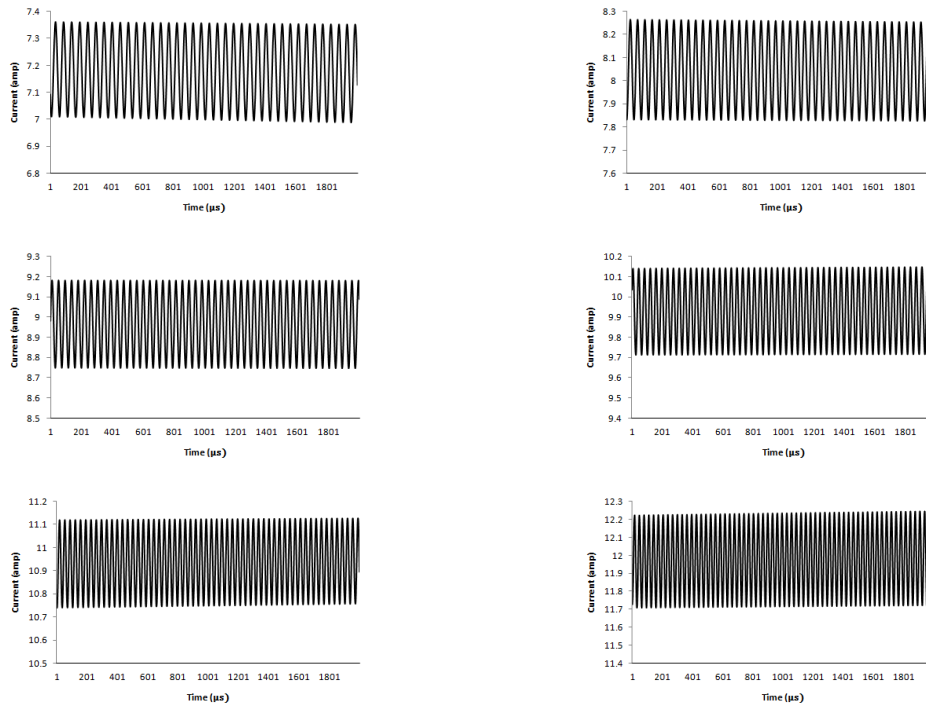 7.4
7.3
7.2
7.1
7
6.9
6.8
Current (amp)
1 201 401 601 801 1001 1201 1401 1601 1801
Time (µs)
8.3
8.2
8.1
8
7.9
7.8
7.7
7.6
Current (amp)
1 201 401 601 801 1001 1201 1401 1601 1801
Time (µs)
9.3
9.2
9.1
9
8.9
8.8
8.7
8.6
8.5
Current (amp)
1 201 401 601 801 1001 1201 1401 1601 1801
Time (µs)
10.2
10.1
10
9.9
9.8
9.7
9.6
9.5
9.4
Current (amp)
1 201 401 601 801 1001 1201 1401 1601 1801
Time (µs)
11.2
11.1
11
10.9
10.8
10.7
10.6
10.5
Current (amp)
1 201 401 601 801 1001 1201 1401 1601 1801
Time (µs)
12.3
12.2
12.1
12
11.9
11.8
11.7
11.6
11.5
11.4
Current (amp)
1 201 401 601 801 1001 1201 1401 1601 1801
Time (µs)